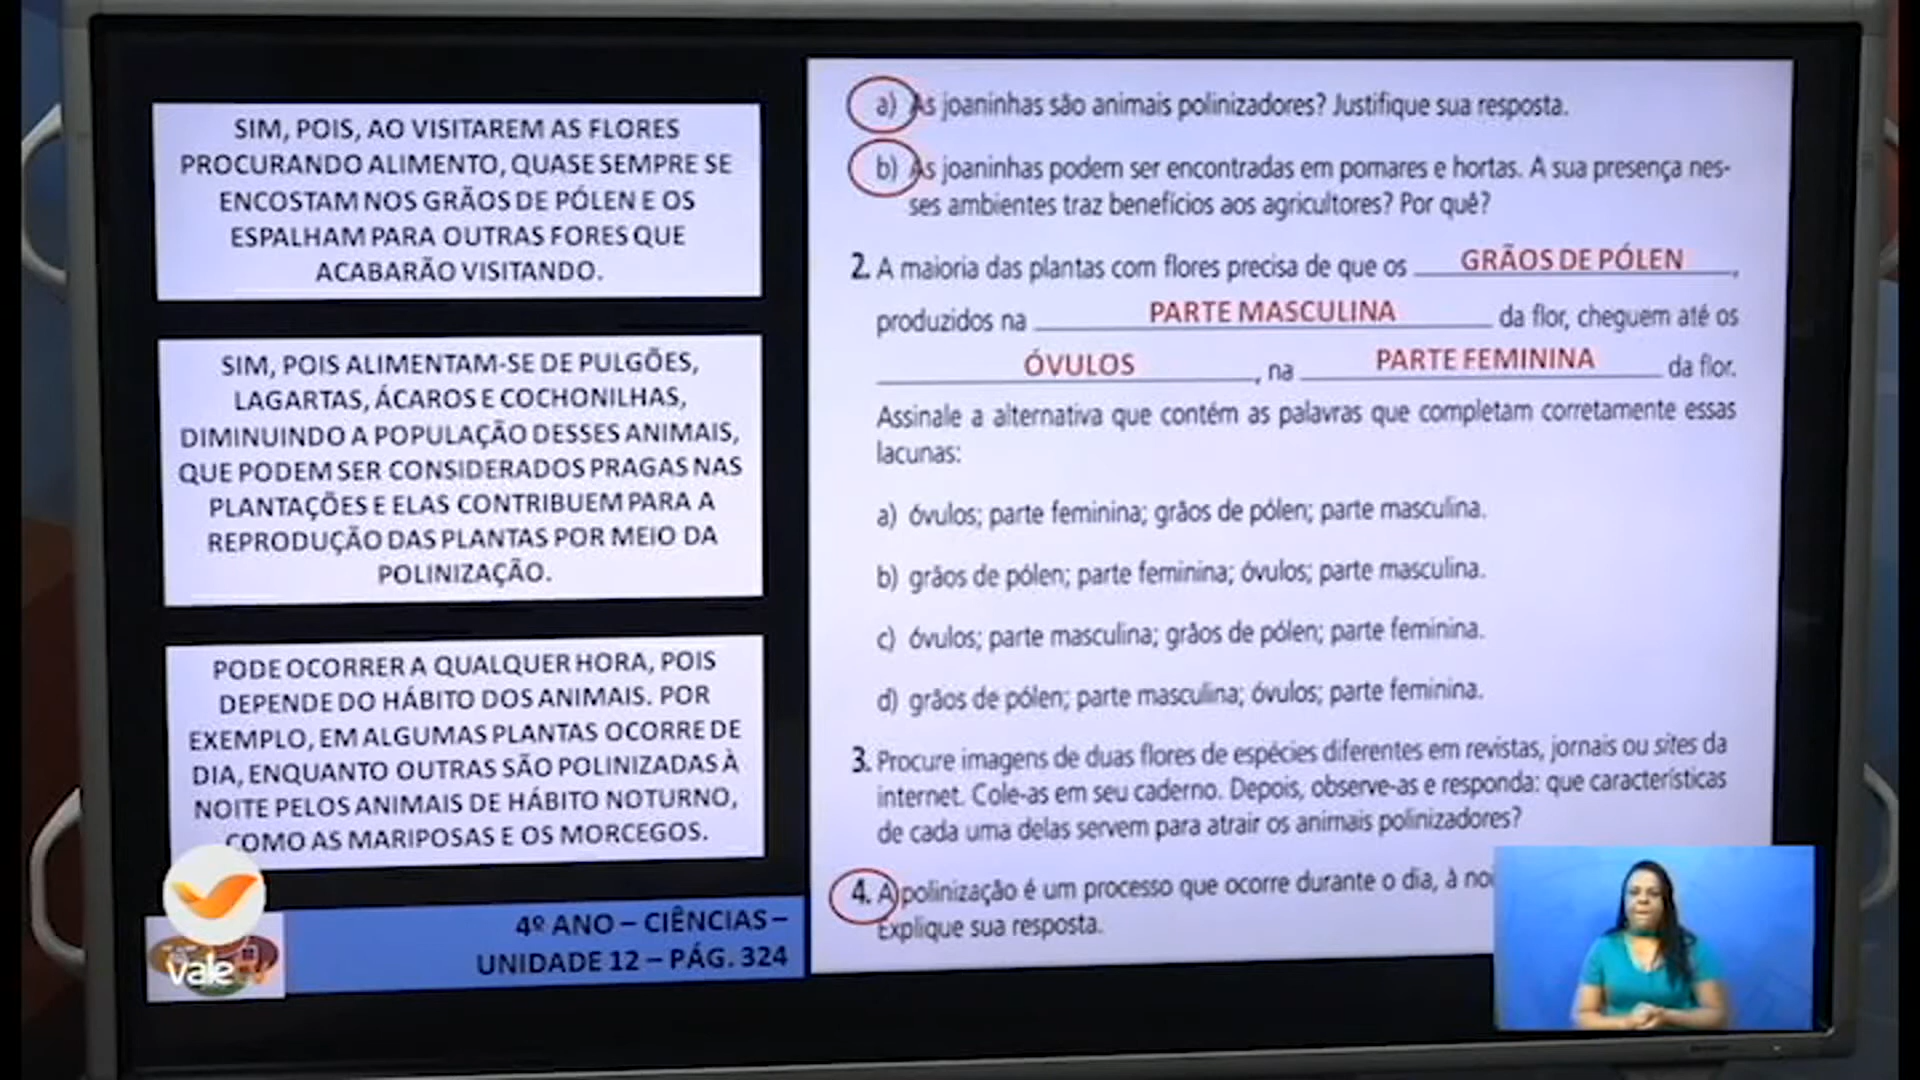 SIM, POIS, AO VISITAREM AS FLORES
PROCURANDO ALIMENTO, QUASE SEMPRE SE
ENCOSTAM NOS GRÃOS DE PÓLEN E OS
ESPALHAM PARA OUTRAS FORES QUE
ACABARÃO VISITANDO.
SIM, POIS ALIMENTAM-SE DE PULGÕES,
LAGARTAS, ÁCAROS E COCHONILHAS,
DIMINUINDO A POPULAÇÃO DESSES ANIMAIS,
QUE PODEM SER CONSIDERADOS PRAGAS NAS
PLANTAÇÕES E ELAS CONTRIBUEM PARA A
REPRODUÇÃO DAS PLANTAS POR MEIO DA
POLINIZAÇÃO.
PODE OCORRER A QUALQUER HORA, POIS
DEPENDE DO HÁBITO DOS ANIMAIS. POR
EXEMPLO, EM ALGUMAS PLANTAS OCORRE DE
DIA, ENQUANTO OUTRAS SÃO POLINIZADAS À
NOITE PELOS ANIMAIS DE HÁBITO NOTURNO,
COMO AS MARIPOSAS E OS MORCEGOS.
vale
4º ANO – CIÊNCIAS –
UNIDADE 12 – PÁG. 324
a) As joaninhas são animais polinizadores? Justifique sua resposta.
b) As joaninhas podem ser encontradas em pomares e hortas. A sua presença nes-
ses ambientes traz benefícios aos agricultores? Por quê?
2. A maioria das plantas com flores precisa de que os GRÃOS DE PÓLEN,
produzidos na PARTE MASCULINA da flor, cheguem até os
ÓVULOS, na PARTE FEMININA da flor.
Assinale a alternativa que contém as palavras que completam corretamente essas
lacunas:
a) óvulos; parte feminina; grãos de pólen; parte masculina.
b) grãos de pólen; parte feminina; óvulos; parte masculina.
c) óvulos; parte masculina; grãos de pólen; parte feminina.
d) grãos de pólen; parte masculina; óvulos; parte feminina.
3. Procure imagens de duas flores de espécies diferentes em revistas, jornais ou sites da
internet. Cole-as em seu caderno. Depois, observe-as e responda: que características
de cada uma delas servem para atrair os animais polinizadores?
4. A polinização é um processo que ocorre durante o dia, à noi
Explique sua resposta.